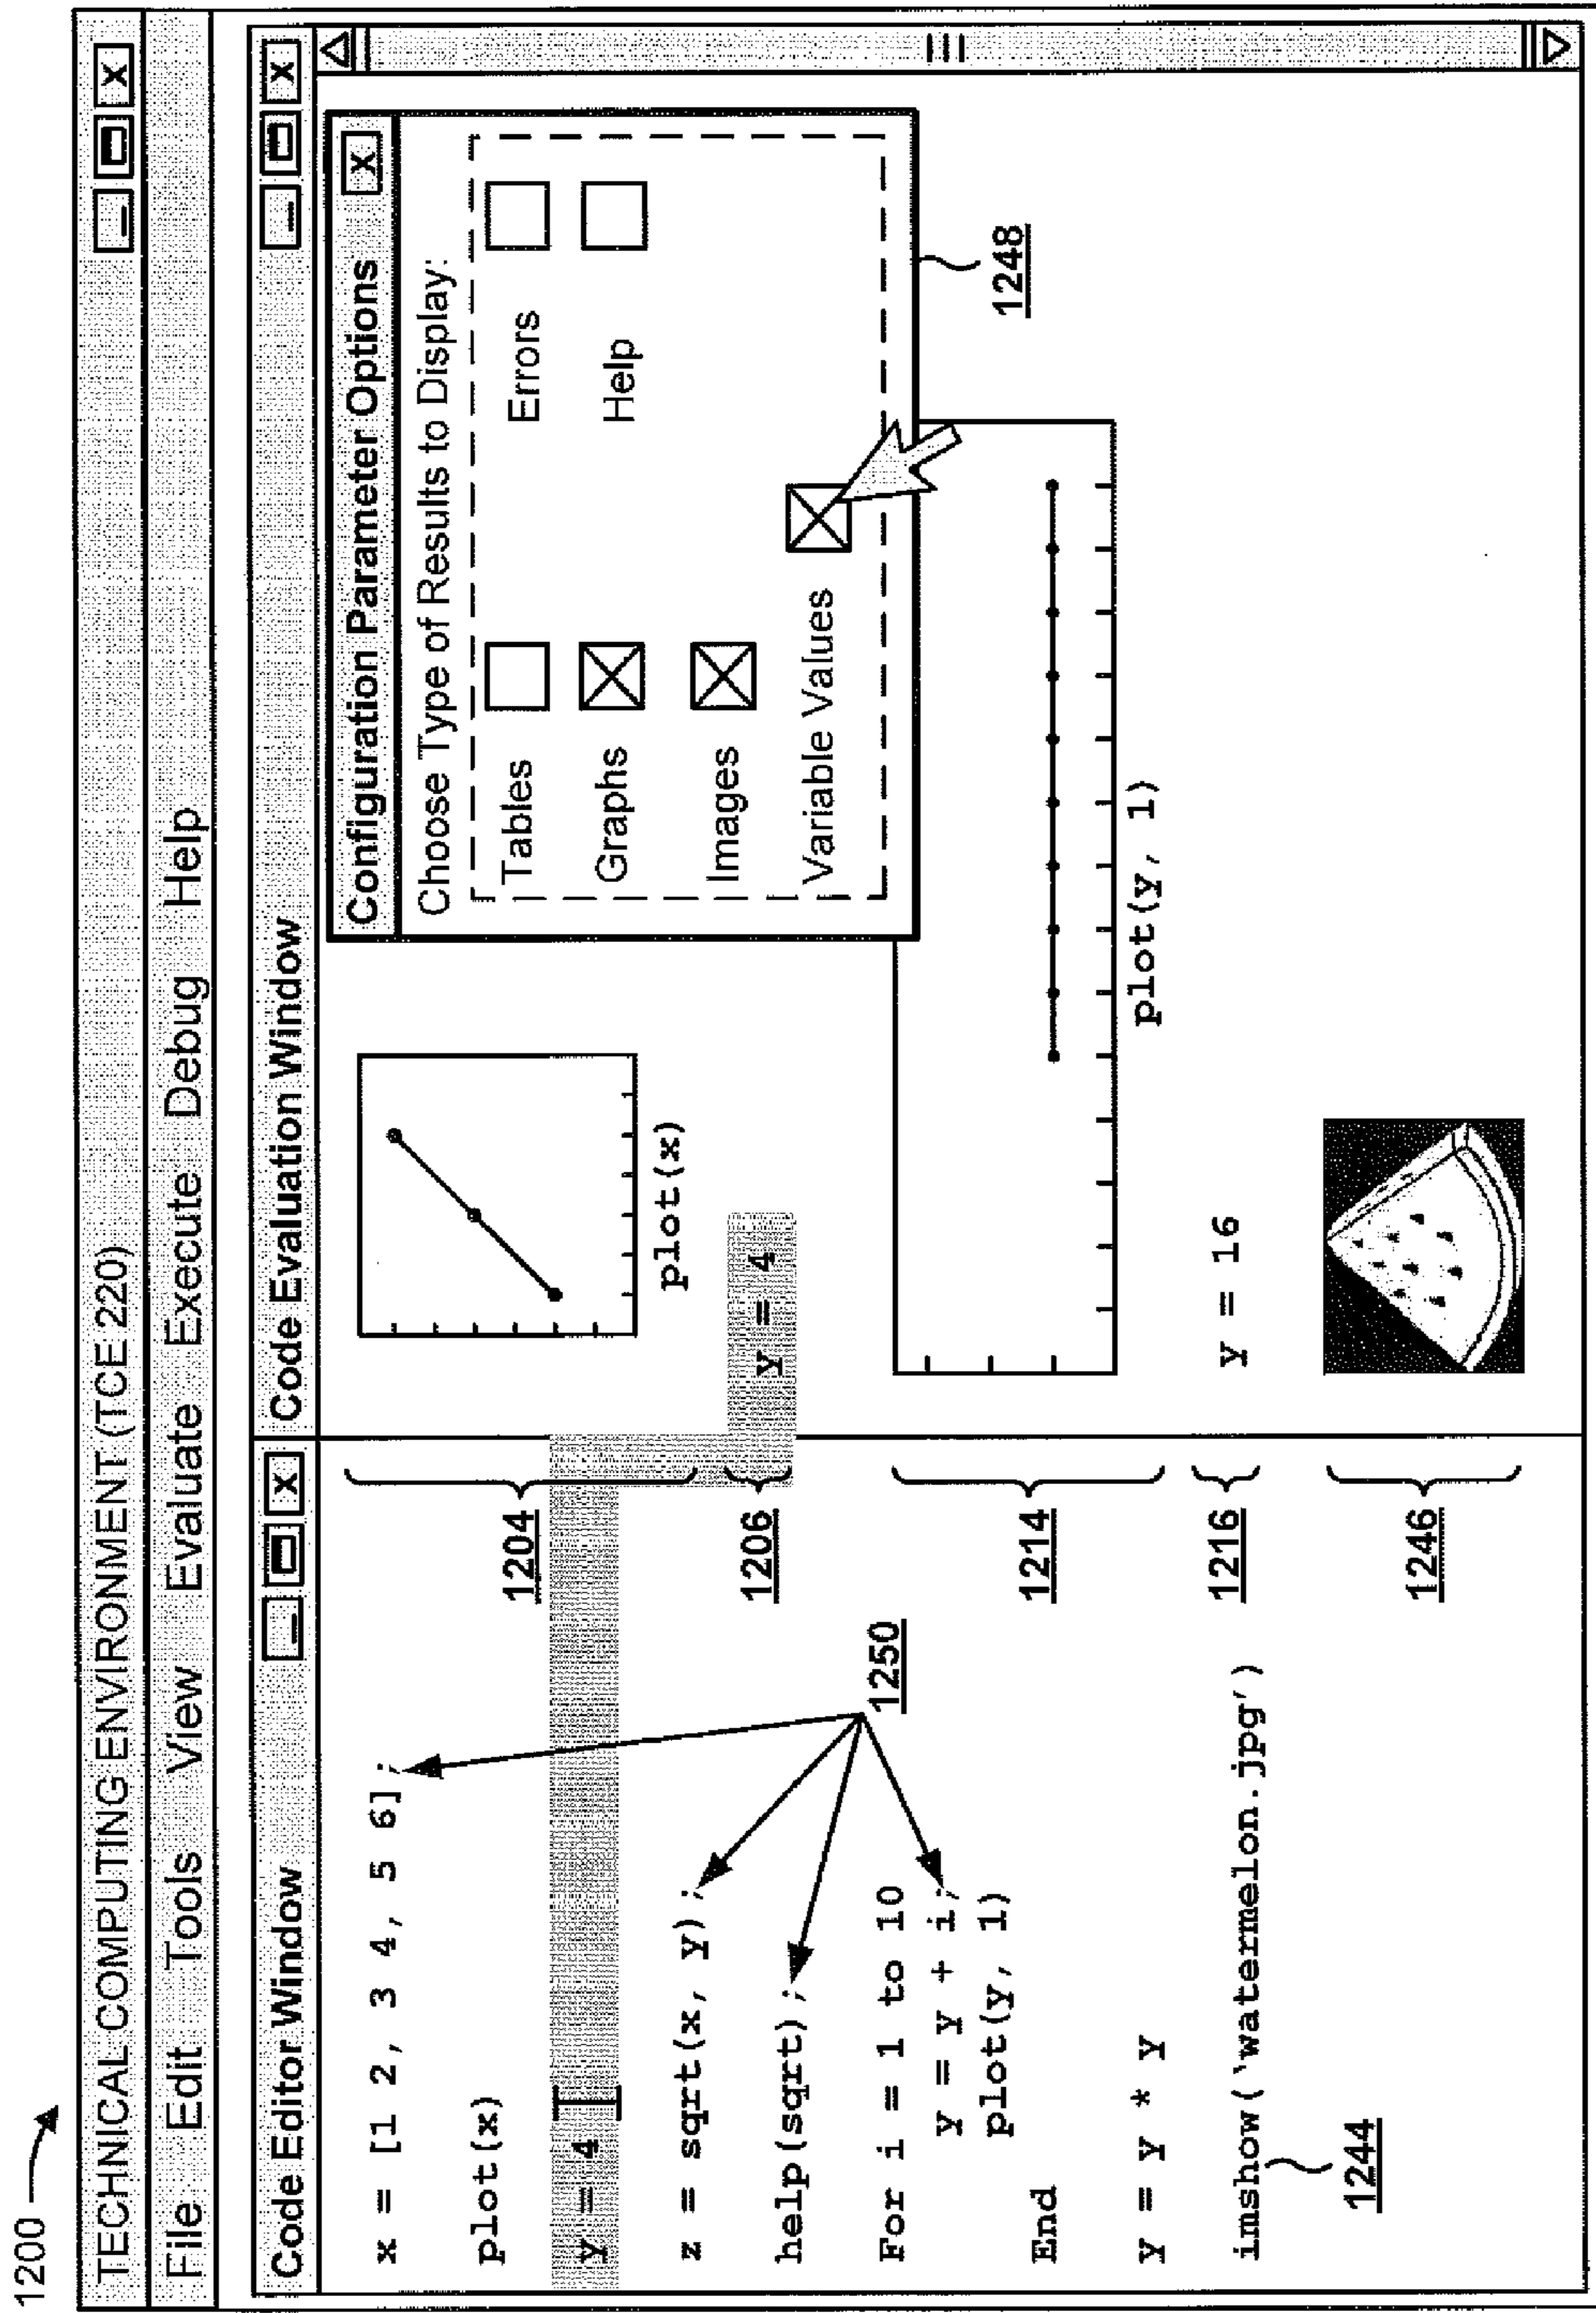 1200
TECHNICAL COMPUTING ENVIRONMENT (TCE 220)
File Edit Tools View Evaluate Execute Debug Help
Code Editor Window
x = [1 2, 3 4, 5 6];
plot(x)
y = 4
z = sqrt(x, y);
help(sqrt);
For i = 1 to 10
y = y + i;
plot(y, 1)
End
y = y * y
imshow('watermelon.jpg')
1244
1250
1204
1206
1214
1216
1246
Code Evaluation Window
plot(x)
y = 4
plot(y, 1)
y = 16
Configuration Parameter Options
Choose Type of Results to Display:
Tables
Errors
Graphs
Help
Images
Variable Values
1248